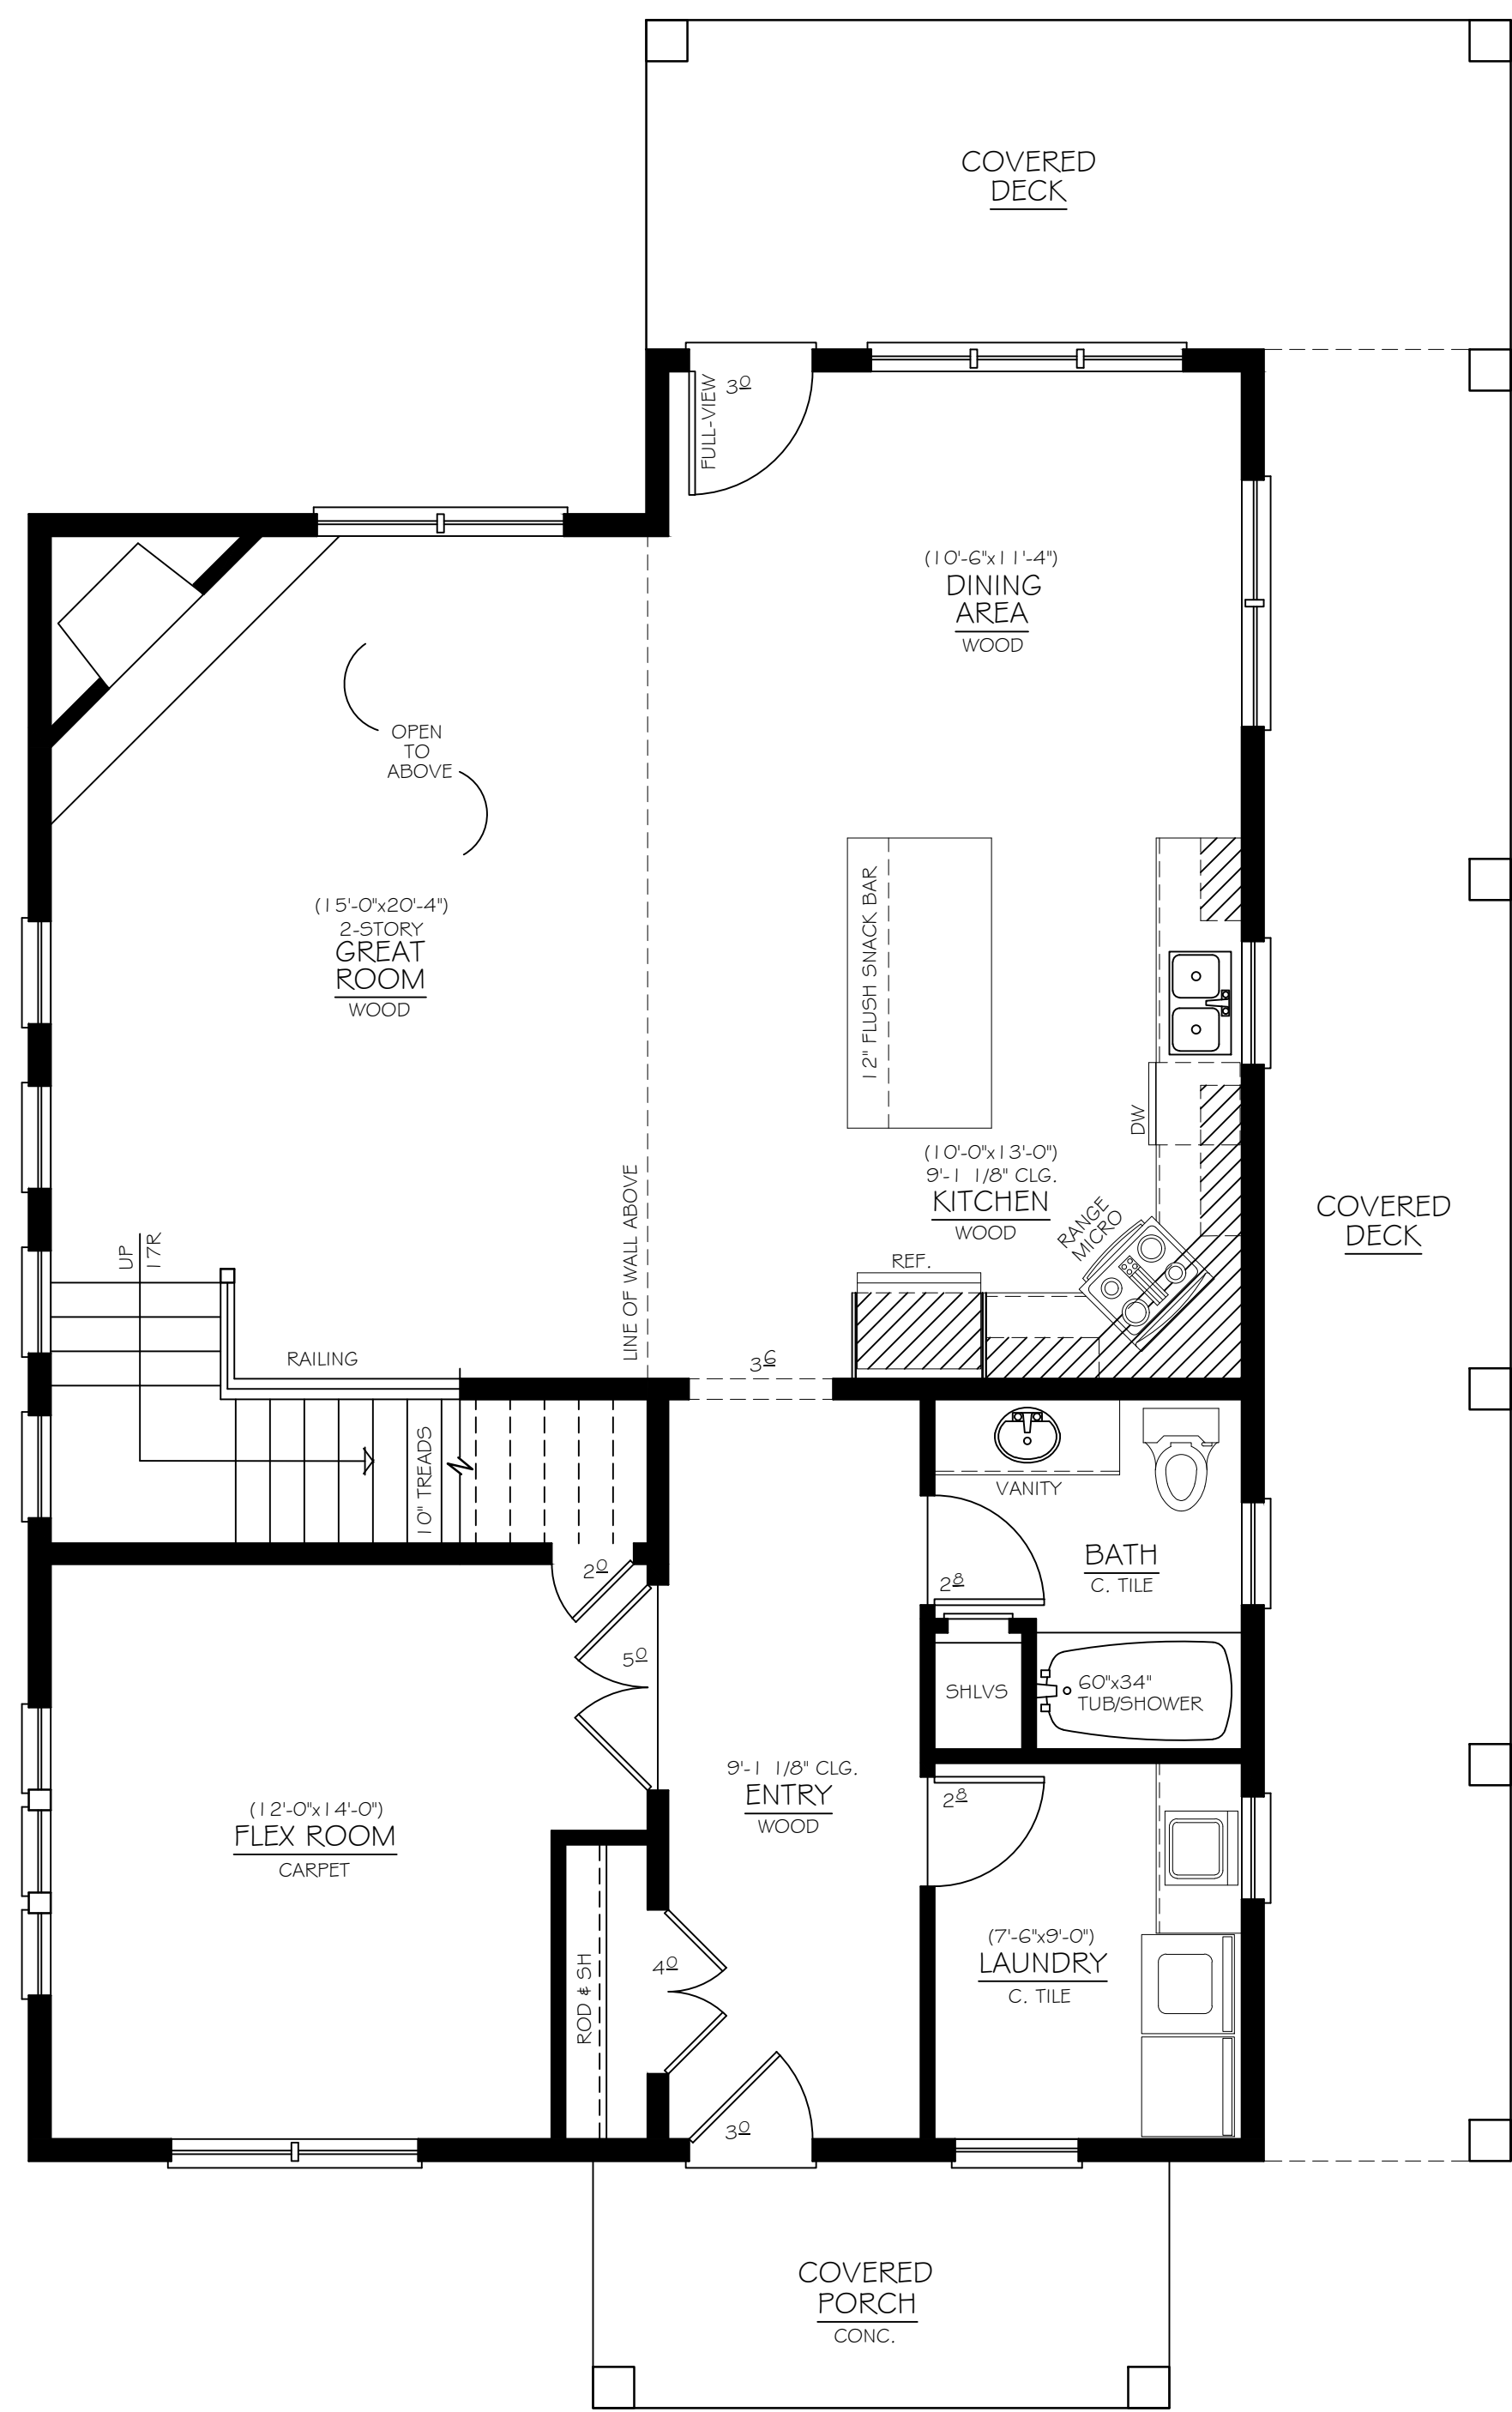 COVERED
DECK
FULL-VIEW
3⁰
(10'-6"x11'-4")
DINING
AREA
WOOD
OPEN
TO
ABOVE
(15'-0"x20'-4")
2-STORY
GREAT
ROOM
WOOD
12" FLUSH SNACK BAR
DW
(10'-0"x13'-0")
9'-1 1/8" CLG.
KITCHEN
WOOD
RANGE
MICRO
REF.
COVERED
DECK
UP
17R
LINE OF WALL ABOVE
RAILING
3⁶
10" TREADS
VANITY
BATH
C. TILE
2⁰
2⁸
5⁰
SHLVS
60"x34"
TUB/SHOWER
9'-1 1/8" CLG.
ENTRY
WOOD
2⁸
(12'-0"x14'-0")
FLEX ROOM
CARPET
ROD & SH
4⁰
(7'-6"x9'-0")
LAUNDRY
C. TILE
3⁰
COVERED
PORCH
CONC.